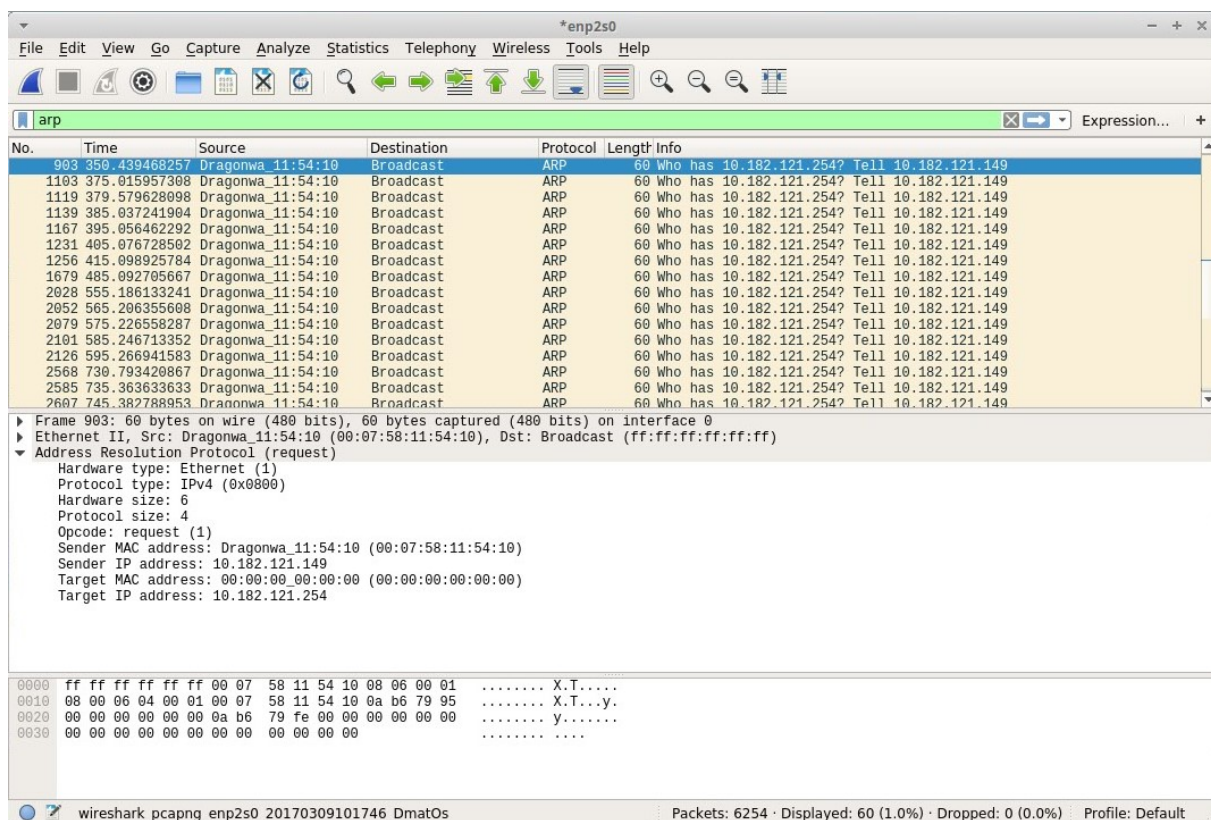 *enp2s0
File Edit View Go Capture Analyze Statistics Telephony Wireless Tools Help
arp Expression... +
No. Time Source Destination Protocol Length Info
903 350.439468257 Dragonwa_11:54:10 Broadcast ARP 60 Who has 10.182.121.254? Tell 10.182.121.149
1103 375.015957308 Dragonwa_11:54:10 Broadcast ARP 60 Who has 10.182.121.254? Tell 10.182.121.149
1119 379.579628098 Dragonwa_11:54:10 Broadcast ARP 60 Who has 10.182.121.254? Tell 10.182.121.149
1139 385.037241904 Dragonwa_11:54:10 Broadcast ARP 60 Who has 10.182.121.254? Tell 10.182.121.149
1167 395.056462292 Dragonwa_11:54:10 Broadcast ARP 60 Who has 10.182.121.254? Tell 10.182.121.149
1231 405.076728502 Dragonwa_11:54:10 Broadcast ARP 60 Who has 10.182.121.254? Tell 10.182.121.149
1256 415.098925784 Dragonwa_11:54:10 Broadcast ARP 60 Who has 10.182.121.254? Tell 10.182.121.149
1679 485.092705667 Dragonwa_11:54:10 Broadcast ARP 60 Who has 10.182.121.254? Tell 10.182.121.149
2028 555.186133241 Dragonwa_11:54:10 Broadcast ARP 60 Who has 10.182.121.254? Tell 10.182.121.149
2052 565.206355608 Dragonwa_11:54:10 Broadcast ARP 60 Who has 10.182.121.254? Tell 10.182.121.149
2079 575.226558287 Dragonwa_11:54:10 Broadcast ARP 60 Who has 10.182.121.254? Tell 10.182.121.149
2101 585.246713352 Dragonwa_11:54:10 Broadcast ARP 60 Who has 10.182.121.254? Tell 10.182.121.149
2126 595.266941583 Dragonwa_11:54:10 Broadcast ARP 60 Who has 10.182.121.254? Tell 10.182.121.149
2568 730.793420867 Dragonwa_11:54:10 Broadcast ARP 60 Who has 10.182.121.254? Tell 10.182.121.149
2585 735.363633633 Dragonwa_11:54:10 Broadcast ARP 60 Who has 10.182.121.254? Tell 10.182.121.149
2607 745.382788953 Dragonwa_11:54:10 Broadcast ARP 60 Who has 10.182.121.254? Tell 10.182.121.149
Frame 903: 60 bytes on wire (480 bits), 60 bytes captured (480 bits) on interface 0
Ethernet II, Src: Dragonwa_11:54:10 (00:07:58:11:54:10), Dst: Broadcast (ff:ff:ff:ff:ff:ff)
Address Resolution Protocol (request)
Hardware type: Ethernet (1)
Protocol type: IPv4 (0x0800)
Hardware size: 6
Protocol size: 4
Opcode: request (1)
Sender MAC address: Dragonwa_11:54:10 (00:07:58:11:54:10)
Sender IP address: 10.182.121.149
Target MAC address: 00:00:00_00:00:00 (00:00:00:00:00:00)
Target IP address: 10.182.121.254
0000 ff ff ff ff ff ff 00 07 58 11 54 10 08 06 00 01 ........ X.T.....
0010 08 00 06 04 00 01 00 07 58 11 54 10 0a b6 79 95 ........ X.T...y.
0020 00 00 00 00 00 00 0a b6 79 fe 00 00 00 00 00 00 ........ y.......
0030 00 00 00 00 00 00 00 00 00 00 00 00 ........ ....
wireshark_pcapng_enp2s0_20170309101746_DmatOs Packets: 6254 · Displayed: 60 (1.0%) · Dropped: 0 (0.0%) Profile: Default